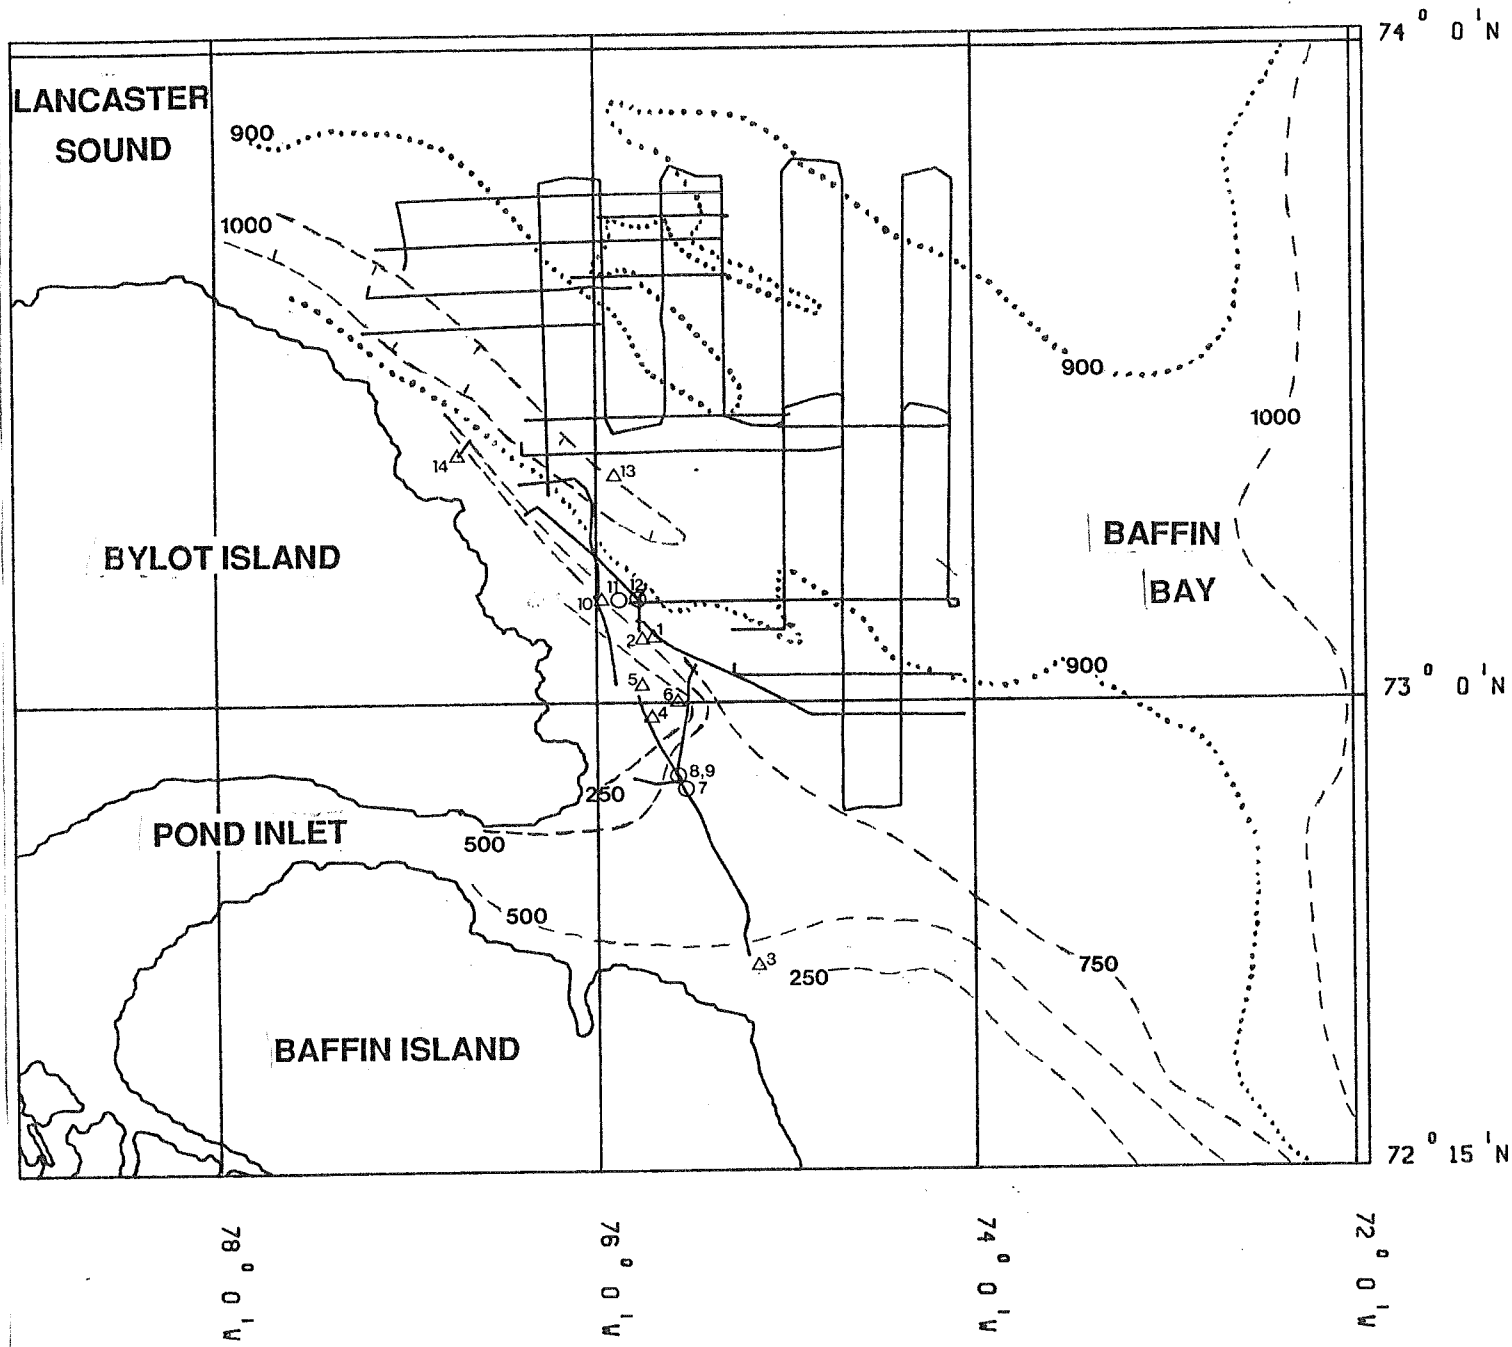 74° 0'N
LANCASTER
SOUND
900
1000
900
1000
14
13
BAFFIN
BAY
BYLOT ISLAND
11
12
10
2
1
5
6
4
900
73° 0'N
8,9
7
250
POND INLET
500
500
3
250
750
BAFFIN ISLAND
72° 15'N
78° 0'W
76° 0'W
74° 0'W
72° 0'W